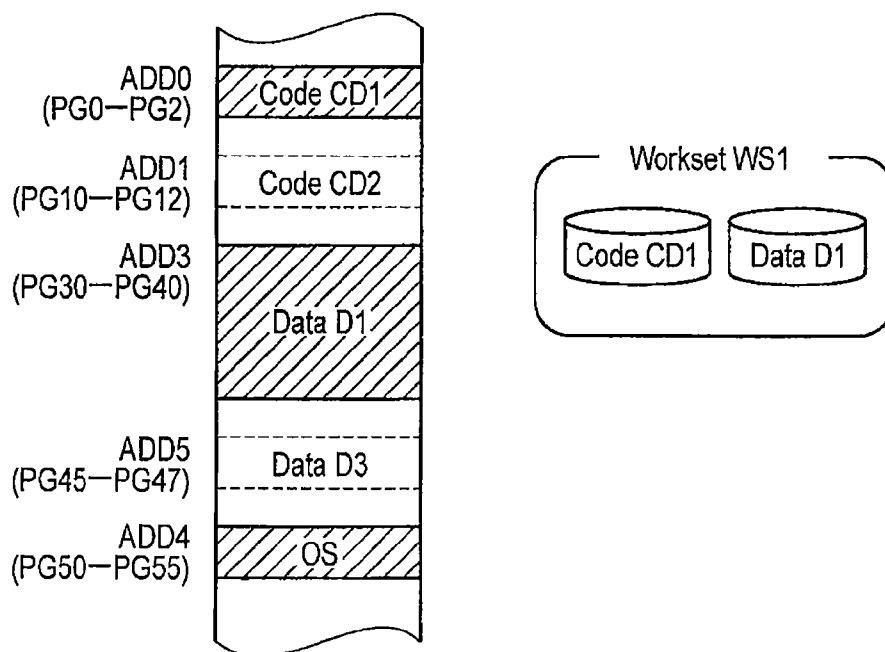 ADD0
(PG0—PG2)
Code CD1
ADD1
(PG10—PG12)
Code CD2
ADD3
(PG30—PG40)
Data D1
ADD5
(PG45—PG47)
Data D3
ADD4
(PG50—PG55)
OS
Workset WS1
Code CD1
Data D1